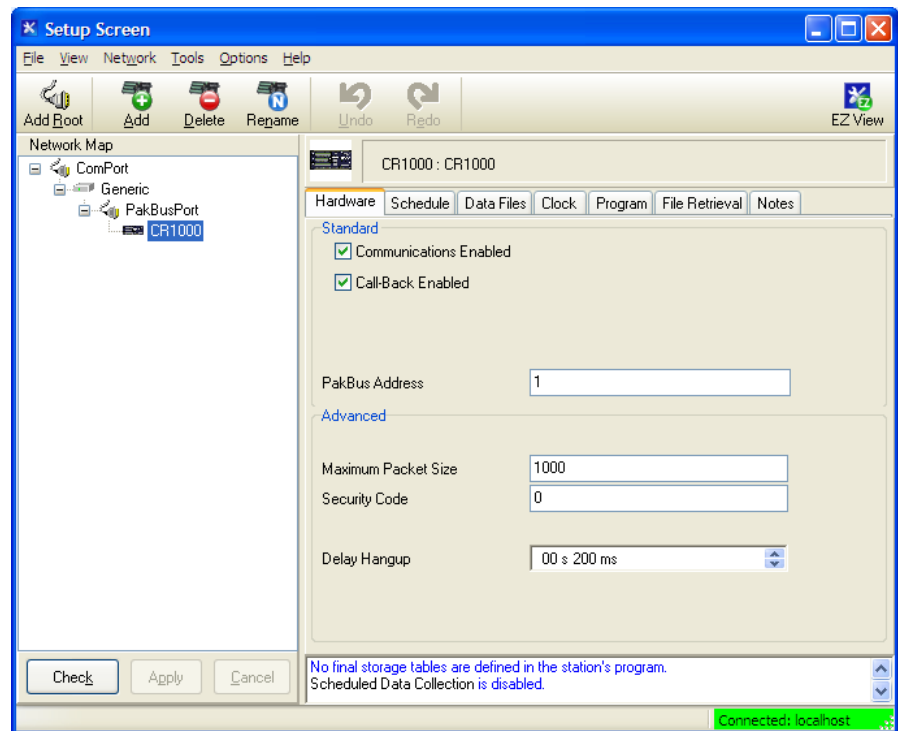 Setup Screen
File View Network Tools Options Help
Add Root Add Delete Rename Undo Redo EZ View
Network Map
ComPort
Generic
PakBusPort
CR1000
CR1000 : CR1000
Hardware Schedule Data Files Clock Program File Retrieval Notes
Standard
Communications Enabled
Call-Back Enabled
PakBus Address 1
Advanced
Maximum Packet Size 1000
Security Code 0
Delay Hangup 00 s 200 ms
Check Apply Cancel
No final storage tables are defined in the station's program.
Scheduled Data Collection is disabled.
Connected: localhost